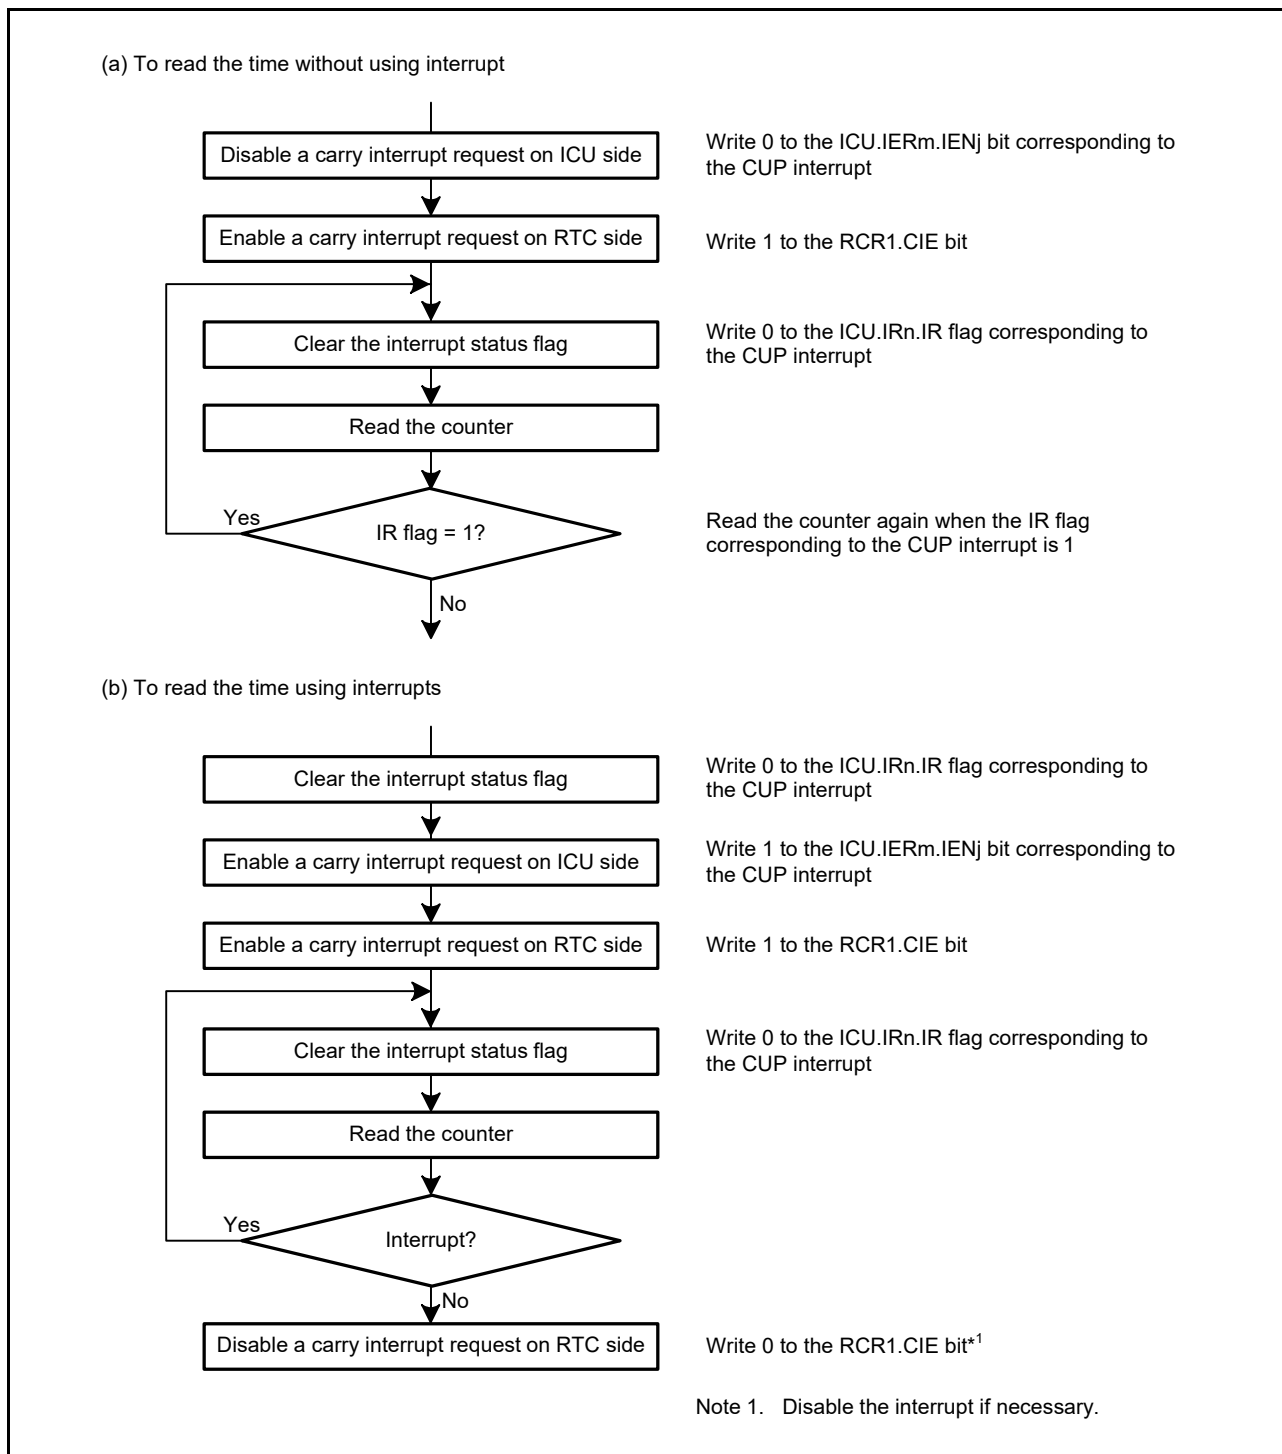 (a) To read the time without using interrupt
Disable a carry interrupt request on ICU side
Write 0 to the ICU.IERm.IENj bit corresponding to
the CUP interrupt
Enable a carry interrupt request on RTC side
Write 1 to the RCR1.CIE bit
Clear the interrupt status flag
Write 0 to the ICU.IRn.IR flag corresponding to
the CUP interrupt
Read the counter
Yes
IR flag = 1?
Read the counter again when the IR flag
corresponding to the CUP interrupt is 1
No
(b) To read the time using interrupts
Clear the interrupt status flag
Write 0 to the ICU.IRn.IR flag corresponding to
the CUP interrupt
Enable a carry interrupt request on ICU side
Write 1 to the ICU.IERm.IENj bit corresponding to
the CUP interrupt
Enable a carry interrupt request on RTC side
Write 1 to the RCR1.CIE bit
Clear the interrupt status flag
Write 0 to the ICU.IRn.IR flag corresponding to
the CUP interrupt
Read the counter
Yes
Interrupt?
No
Disable a carry interrupt request on RTC side
Write 0 to the RCR1.CIE bit*1
Note 1. Disable the interrupt if necessary.